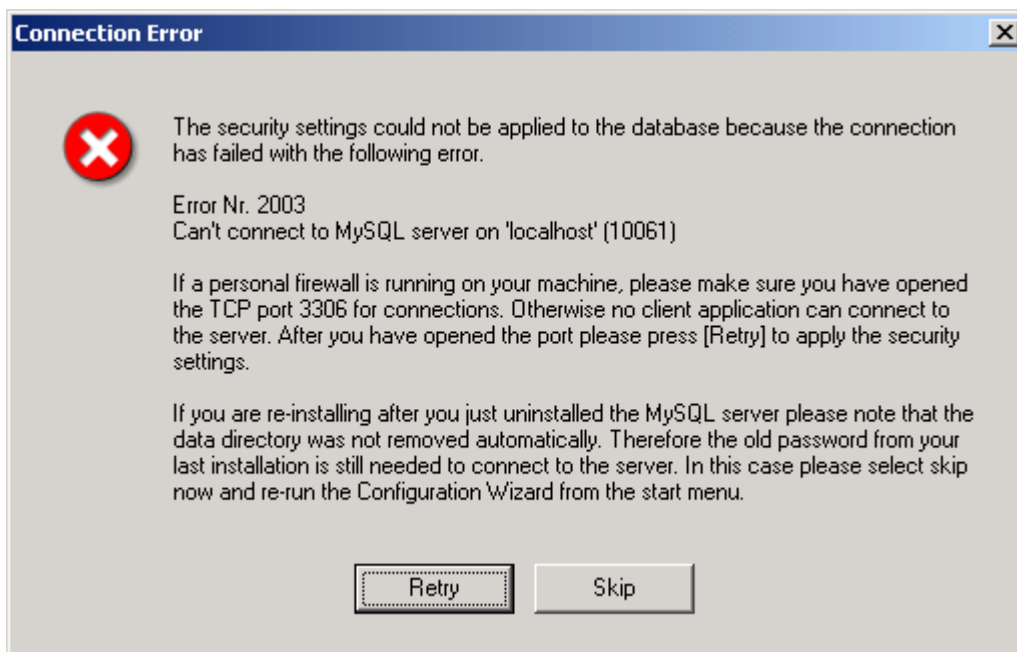 Connection Error
The security settings could not be applied to the database because the connection
has failed with the following error.
Error Nr. 2003
Can't connect to MySQL server on 'localhost' (10061)
If a personal firewall is running on your machine, please make sure you have opened
the TCP port 3306 for connections. Otherwise no client application can connect to
the server. After you have opened the port please press [Retry] to apply the security
settings.
If you are re-installing after you just uninstalled the MySQL server please note that the
data directory was not removed automatically. Therefore the old password from your
last installation is still needed to connect to the server. In this case please select skip
now and re-run the Configuration Wizard from the start menu.
Retry Skip